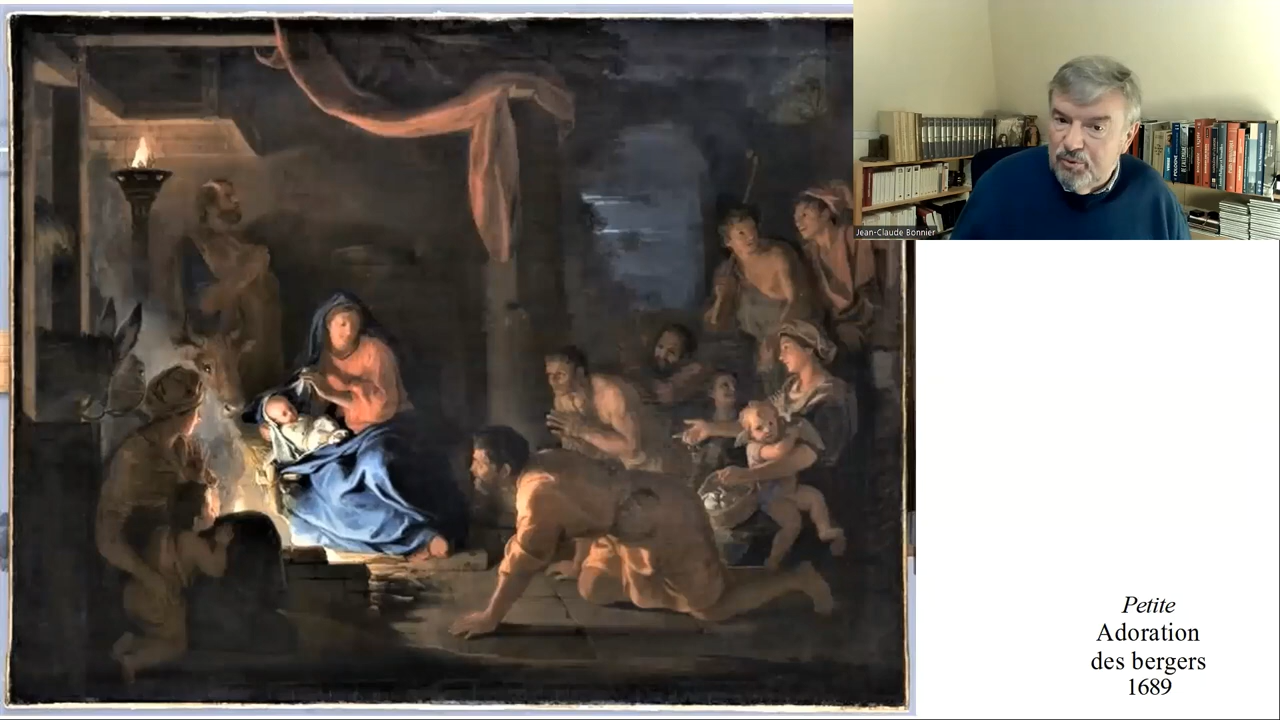 Jean-Claude Bonnier
Petite
Adoration
des bergers
1689